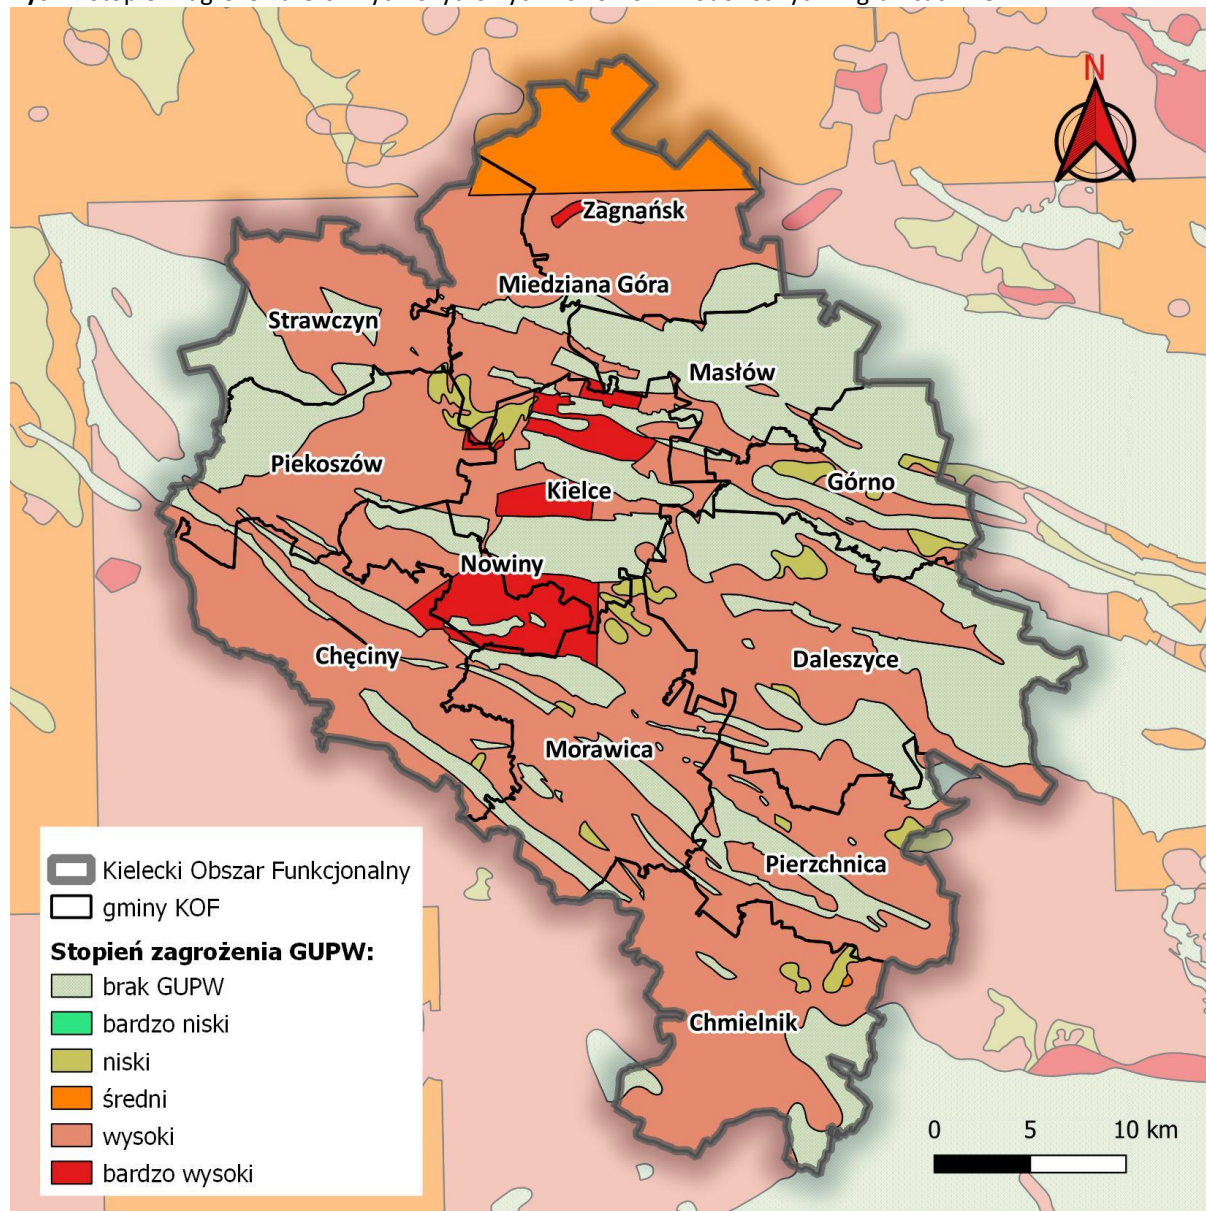 N
Zagnańsk
Miedziana Góra
Strawczyn
Masłów
Piekoszów
Kielce
Górno
Nowiny
Chęciny
Daleszyce
Morawica
Pierzchnica
Chmielnik
Kielecki Obszar Funkcjonalny
gminy KOF
Stopień zagrożenia GUPW:
brak GUPW
bardzo niski
niski
średni
wysoki
bardzo wysoki
0 5 10 km